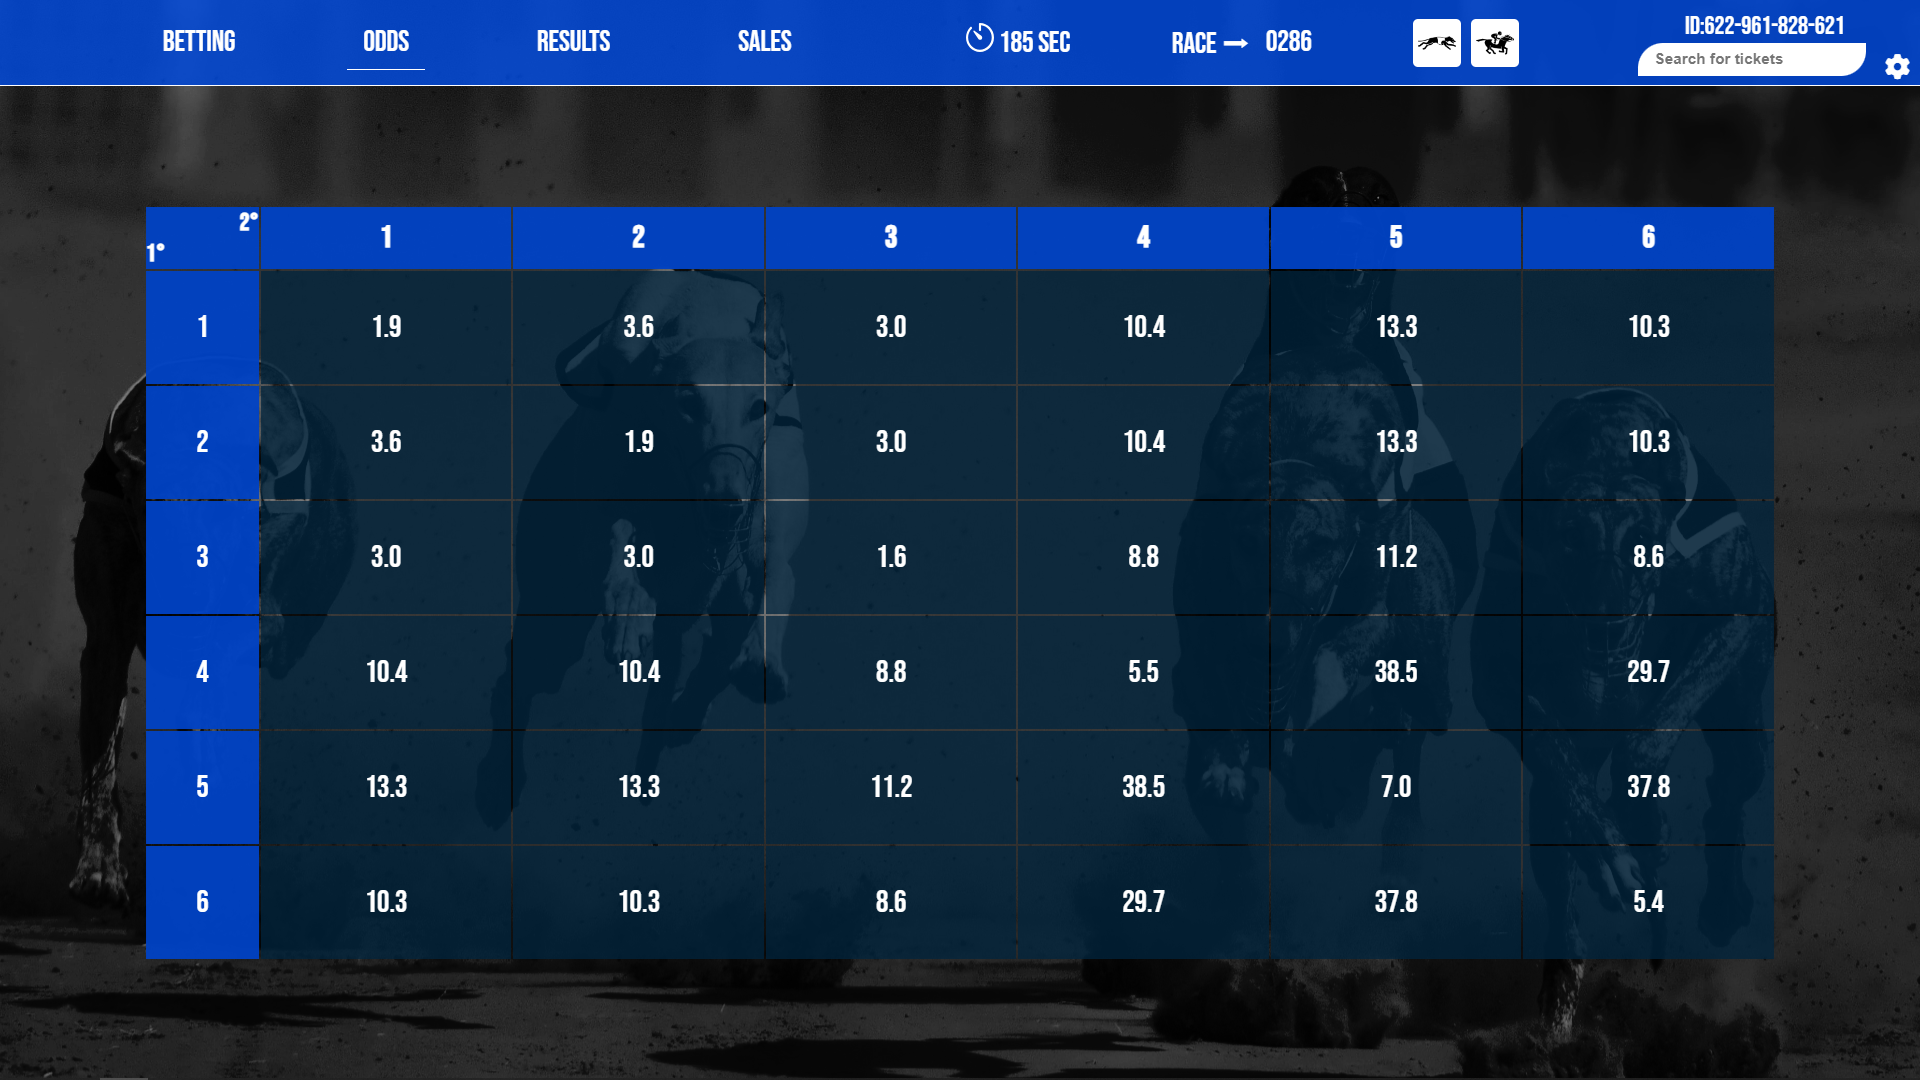 BETTING ODDS RESULTS SALES 185 SEC RACE 0286 ID:622-961-828-621
Search for tickets
1° 2° 1 2 3 4 5 6
1 1.9 3.6 3.0 10.4 13.3 10.3
2 3.6 1.9 3.0 10.4 13.3 10.3
3 3.0 3.0 1.6 8.8 11.2 8.6
4 10.4 10.4 8.8 5.5 38.5 29.7
5 13.3 13.3 11.2 38.5 7.0 37.8
6 10.3 10.3 8.6 29.7 37.8 5.4